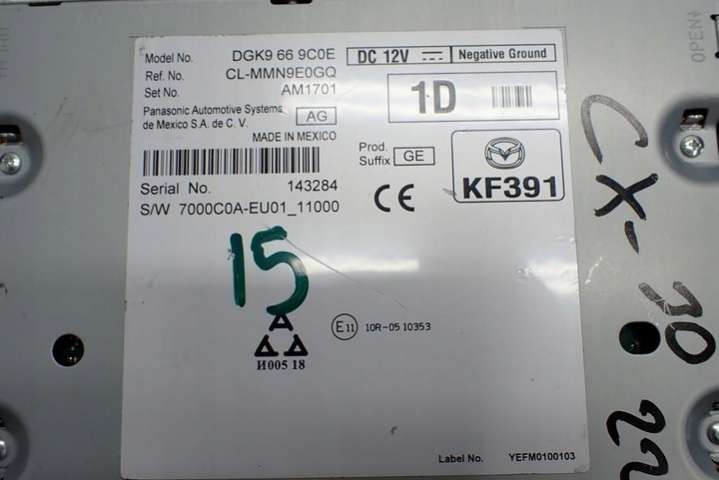 Model No. DGK9 66 9C0E
Ref No. CL-MMN9E0GQ
Set No. AM1701
DC 12V Negative Ground
Panasonic Automotive Systems
de Mexico S.A. de C. V.
AG
1D
MADE IN MEXICO
Prod.
Suffix GE
KF391
Serial No. 143284
S/W 7000C0A-EU01_11000
CE
15
E11 10R-05 10353
И005 18
Label No. YEFM0100103
OPEN
CX-30
22